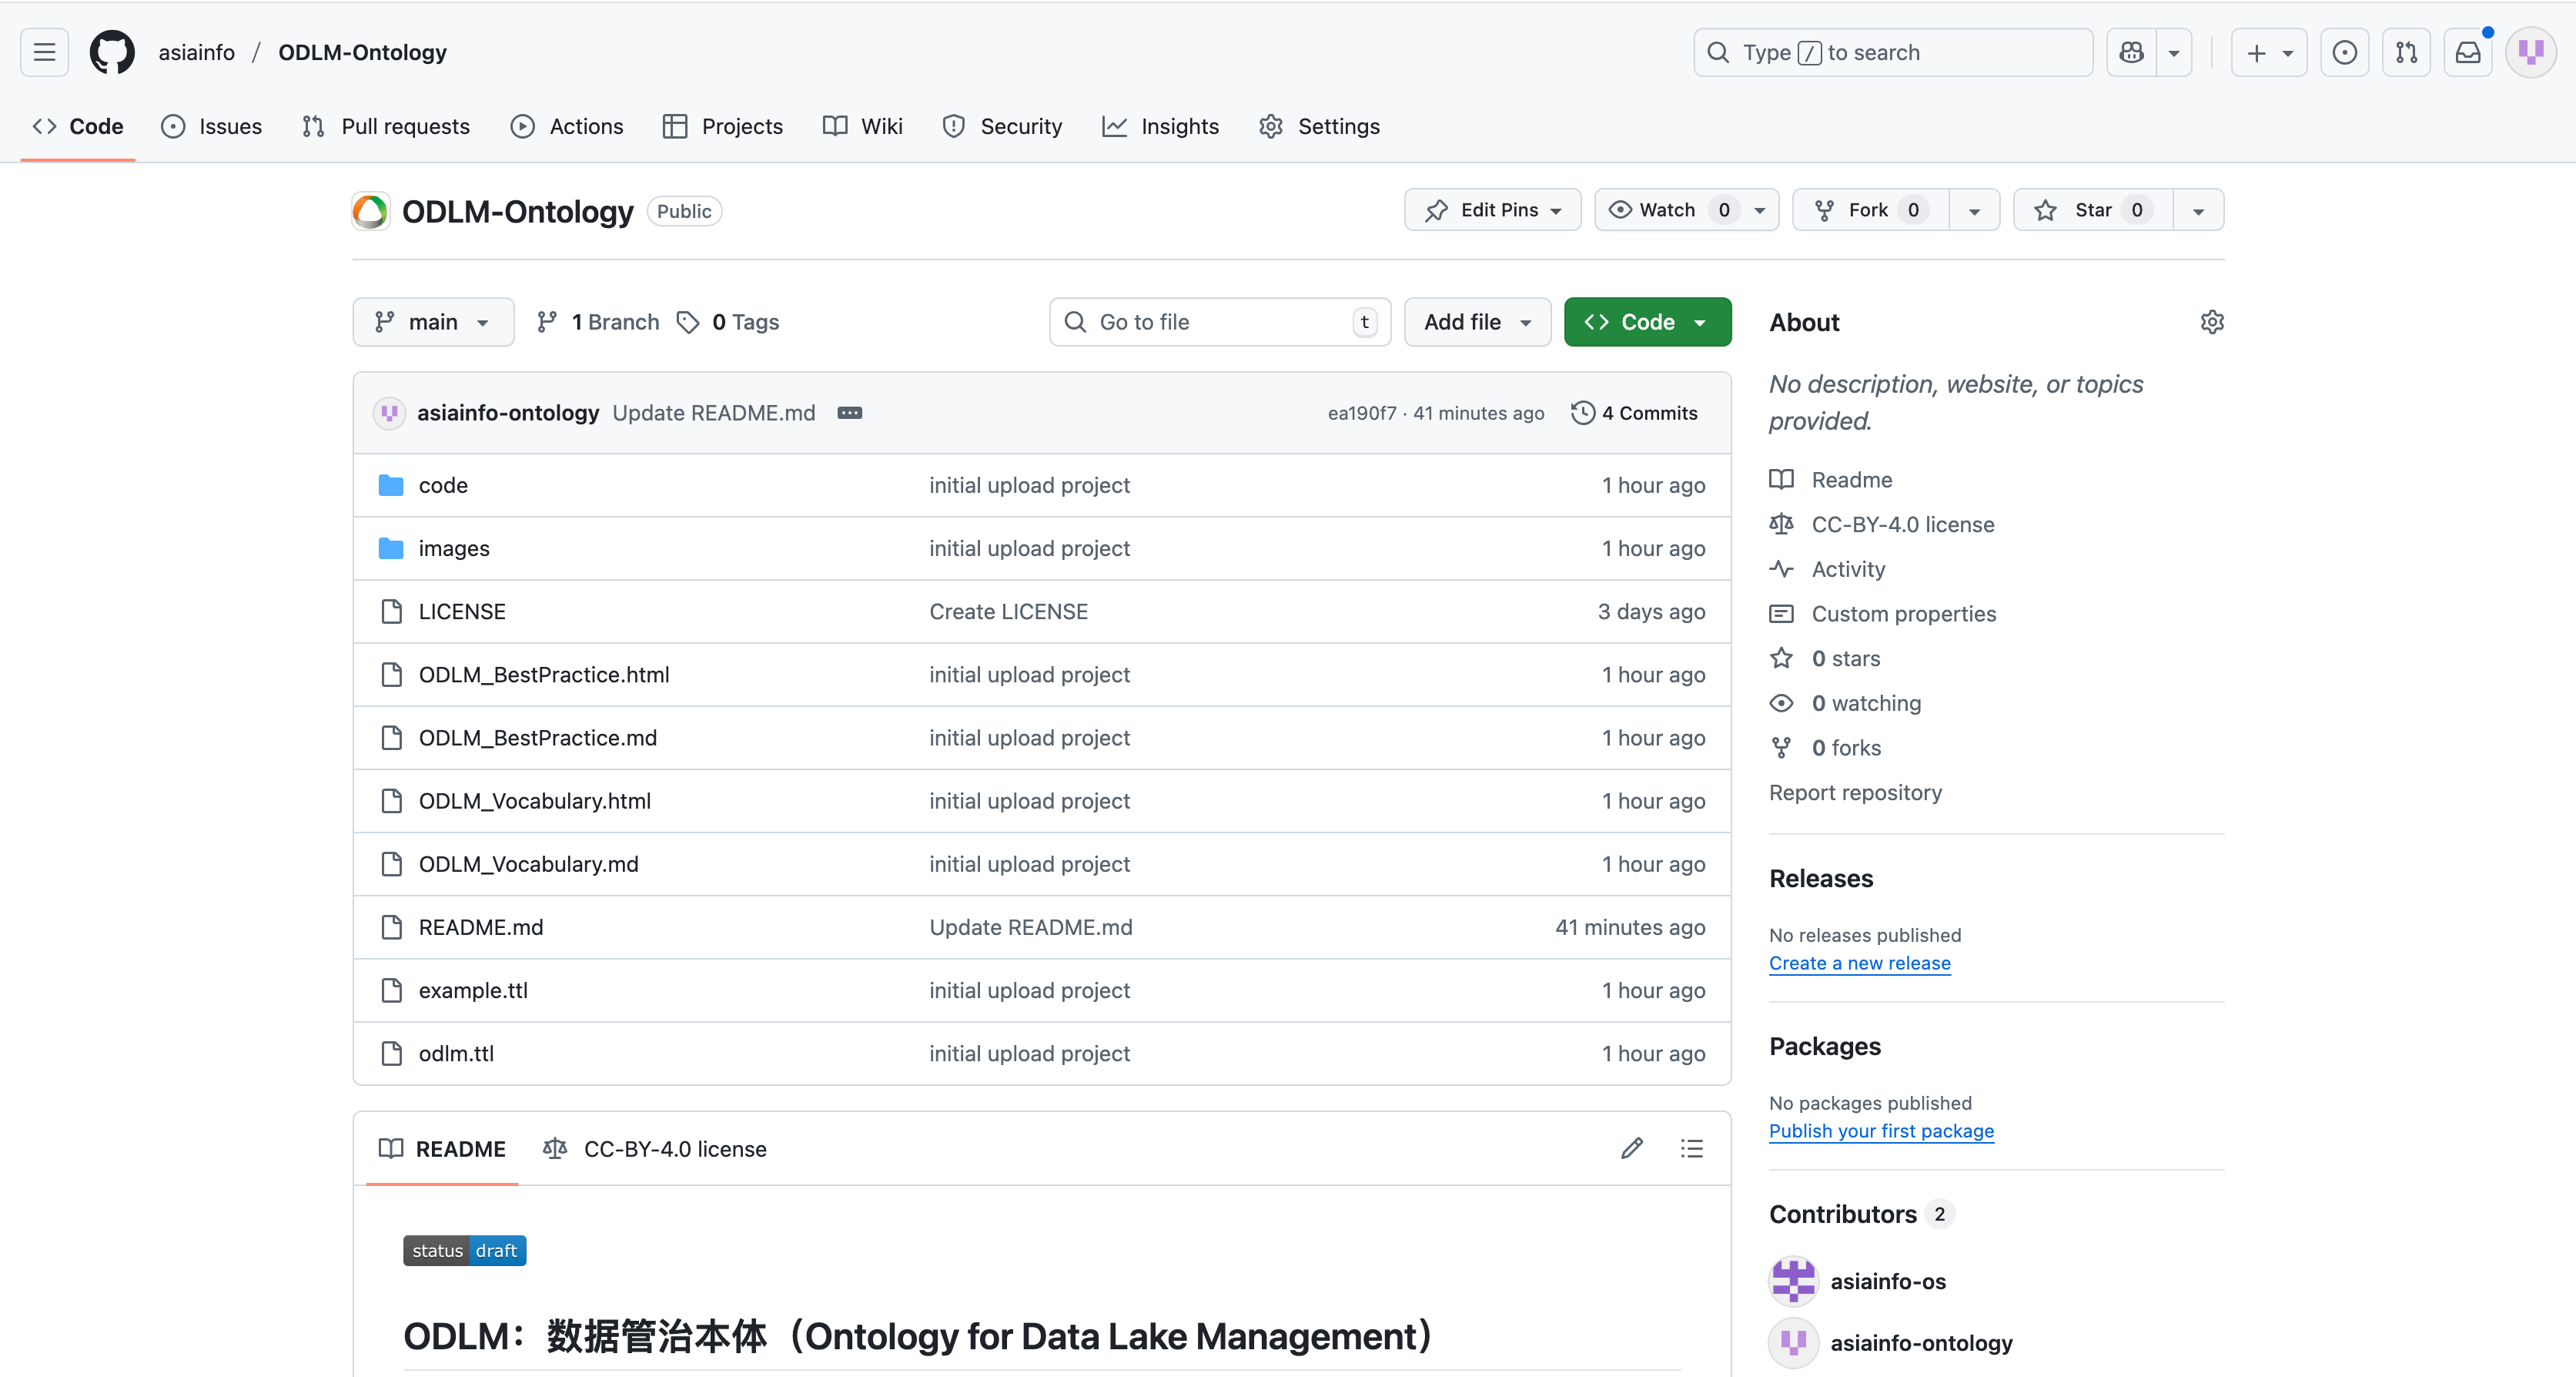 asiainfo / ODLM-Ontology
Type / to search
Code
Issues
Pull requests
Actions
Projects
Wiki
Security
Insights
Settings
ODLM-Ontology Public
Edit Pins
Watch 0
Fork 0
Star 0
main
1 Branch
0 Tags
Go to file t
Add file
Code
asiainfo-ontology Update README.md
ea190f7 · 41 minutes ago
4 Commits
code initial upload project 1 hour ago
images initial upload project 1 hour ago
LICENSE Create LICENSE 3 days ago
ODLM_BestPractice.html initial upload project 1 hour ago
ODLM_BestPractice.md initial upload project 1 hour ago
ODLM_Vocabulary.html initial upload project 1 hour ago
ODLM_Vocabulary.md initial upload project 1 hour ago
README.md Update README.md 41 minutes ago
example.ttl initial upload project 1 hour ago
odlm.ttl initial upload project 1 hour ago
README
CC-BY-4.0 license
status draft
ODLM：数据管治本体（Ontology for Data Lake Management）
About
No description, website, or topics
provided.
Readme
CC-BY-4.0 license
Activity
Custom properties
0 stars
0 watching
0 forks
Report repository
Releases
No releases published
Create a new release
Packages
No packages published
Publish your first package
Contributors 2
asiainfo-os
asiainfo-ontology